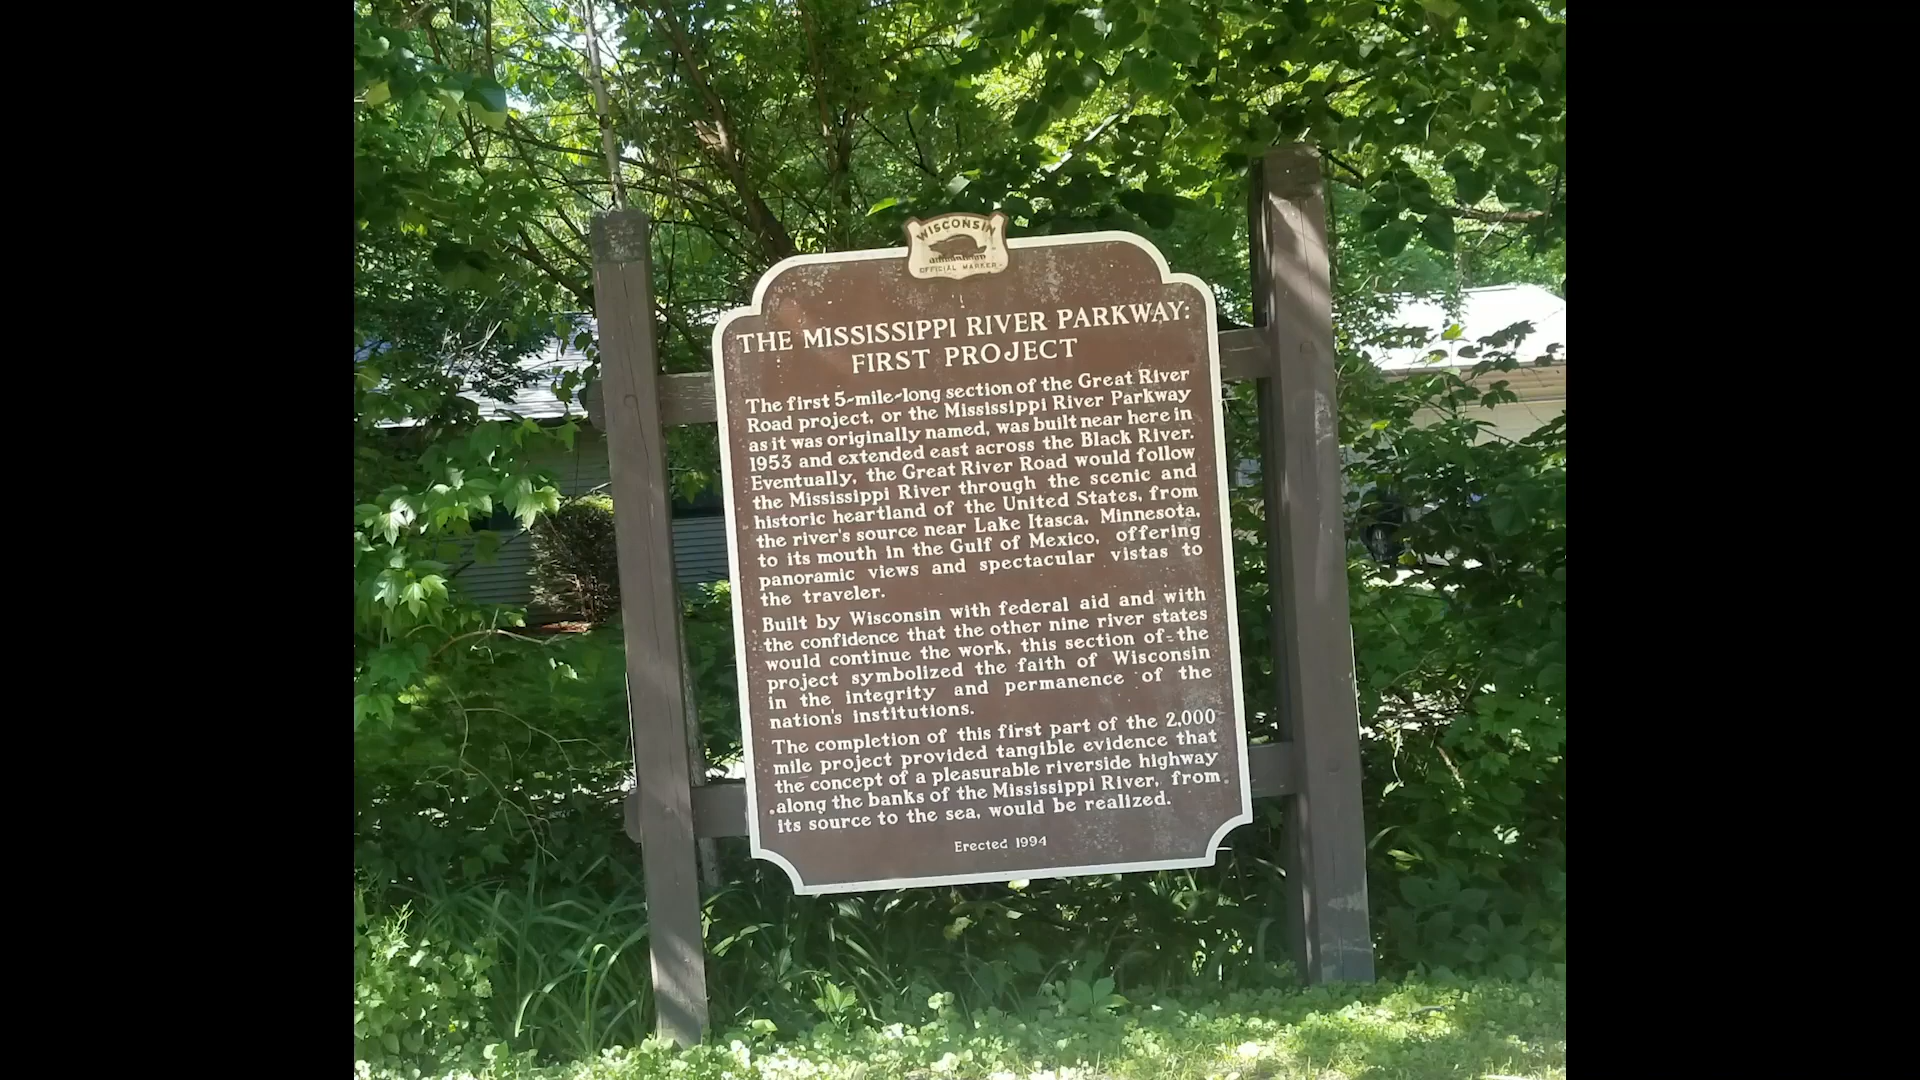 WISCONSIN
OFFICIAL MARKER
THE MISSISSIPPI RIVER PARKWAY:
FIRST PROJECT
The first 5-mile-long section of the Great River
Road project, or the Mississippi River Parkway
as it was originally named, was built near here in
1953 and extended east across the Black River.
Eventually, the Great River Road would follow
the Mississippi River through the scenic and
historic heartland of the United States, from
the river's source near Lake Itasca, Minnesota,
to its mouth in the Gulf of Mexico, offering
panoramic views and spectacular vistas to
the traveler.
Built by Wisconsin with federal aid and with
the confidence that the other nine river states
would continue the work, this section of the
project symbolized the faith of Wisconsin
in the integrity and permanence of the
nation's institutions.
The completion of this first part of the 2,000
mile project provided tangible evidence that
the concept of a pleasurable riverside highway
along the banks of the Mississippi River, from
its source to the sea, would be realized.
Erected 1994